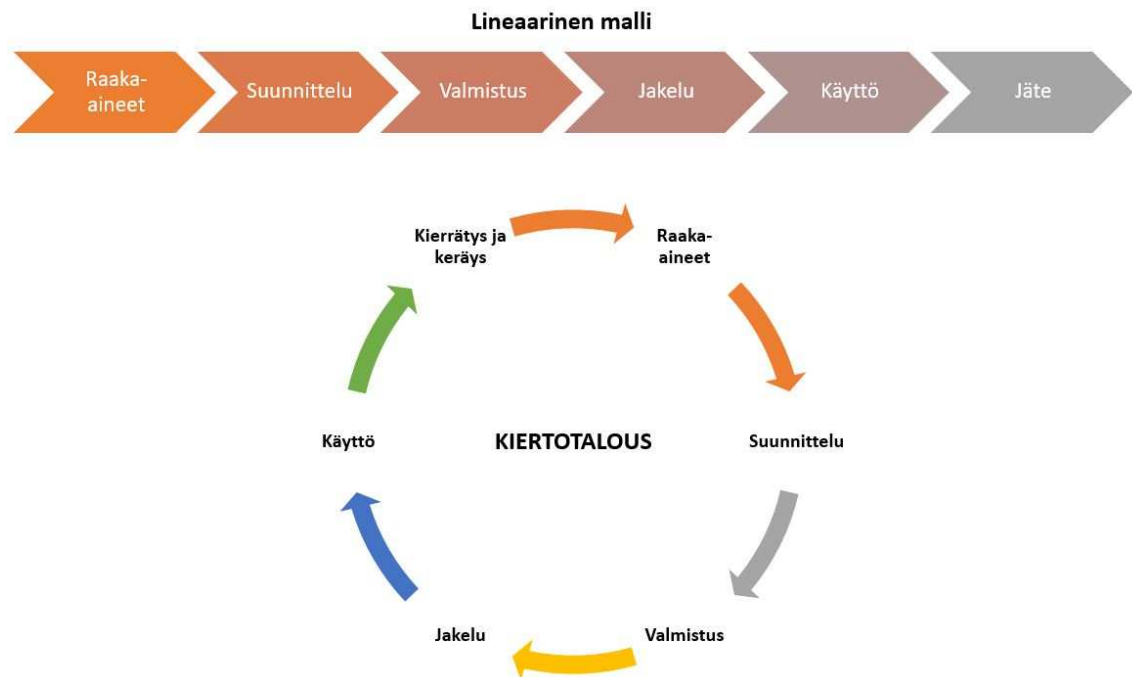 Lineaarinen malli
Raaka-
aineet
Suunnittelu
Valmistus
Jakelu
Käyttö
Jäte
Kierrätys ja
keräys
Raaka-
aineet
Käyttö
KIERTOTALOUS
Suunnittelu
Jakelu
Valmistus